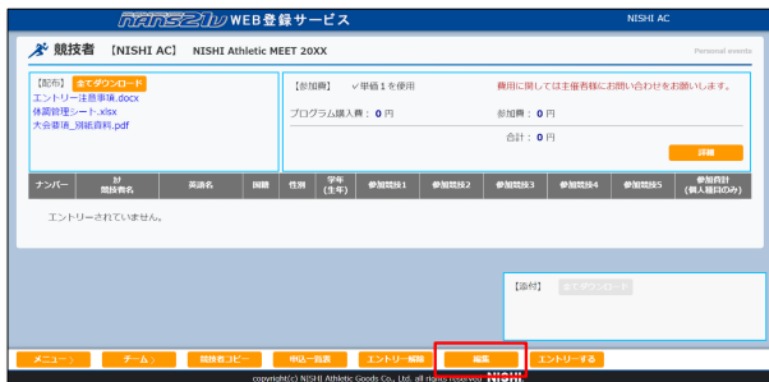 NANS21V WEB登録サービス NISHI AC
競技者 【NISHI AC】 NISHI Athletic MEET 20XX Personal events
【配布】 全てダウンロード
エントリー注意事項.docx
体調管理シート.xlsx
大会要項_別紙資料.pdf
【参加費】 ✓単価１を使用 費用に関しては主催者様にお問い合わせをお願いします。
プログラム購入費： 0 円 参加費： 0 円
合計： 0 円
詳細
ナンバー 競技者名 英語名 国籍 性別 学年(生年) 参加競技1 参加競技2 参加競技3 参加競技4 参加競技5 参加合計(個人種目のみ)
エントリーされていません。
【添付】 全てダウンロード
メニュー〉 チーム〉 競技者コピー 申込一覧表 エントリー解除 編集 エントリーする
copyright(c) NISHI Athletic Goods Co., Ltd. all rights reserved NISHI